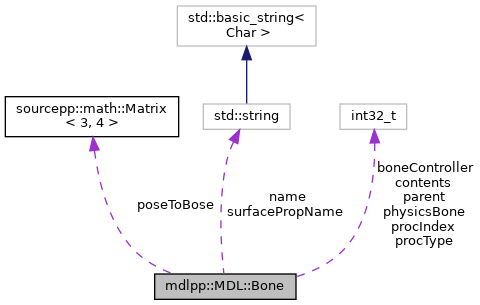 std::basic_string<
Char >
sourcepp::math::Matrix
< 3, 4 >
std::string
int32_t
poseToBose
name
surfacePropName
boneController
contents
parent
physicsBone
procIndex
procType
mdlpp::MDL::Bone